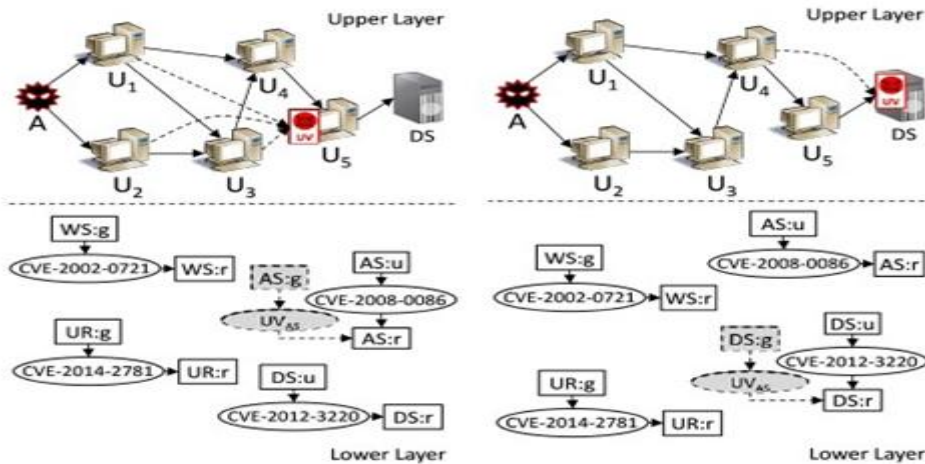 Upper Layer
A
U1
U2
U3
U4
UV
U5
DS
WS:g
CVE-2002-0721
WS:r
AS:g
UVAS
AS:u
CVE-2008-0086
AS:r
UR:g
CVE-2014-2781
UR:r
DS:u
CVE-2012-3220
DS:r
Lower Layer
Upper Layer
A
U1
U2
U3
U4
U5
UV
DS
WS:g
CVE-2002-0721
WS:r
AS:u
CVE-2008-0086
AS:r
DS:g
UVAS
DS:u
CVE-2012-3220
DS:r
UR:g
CVE-2014-2781
UR:r
Lower Layer